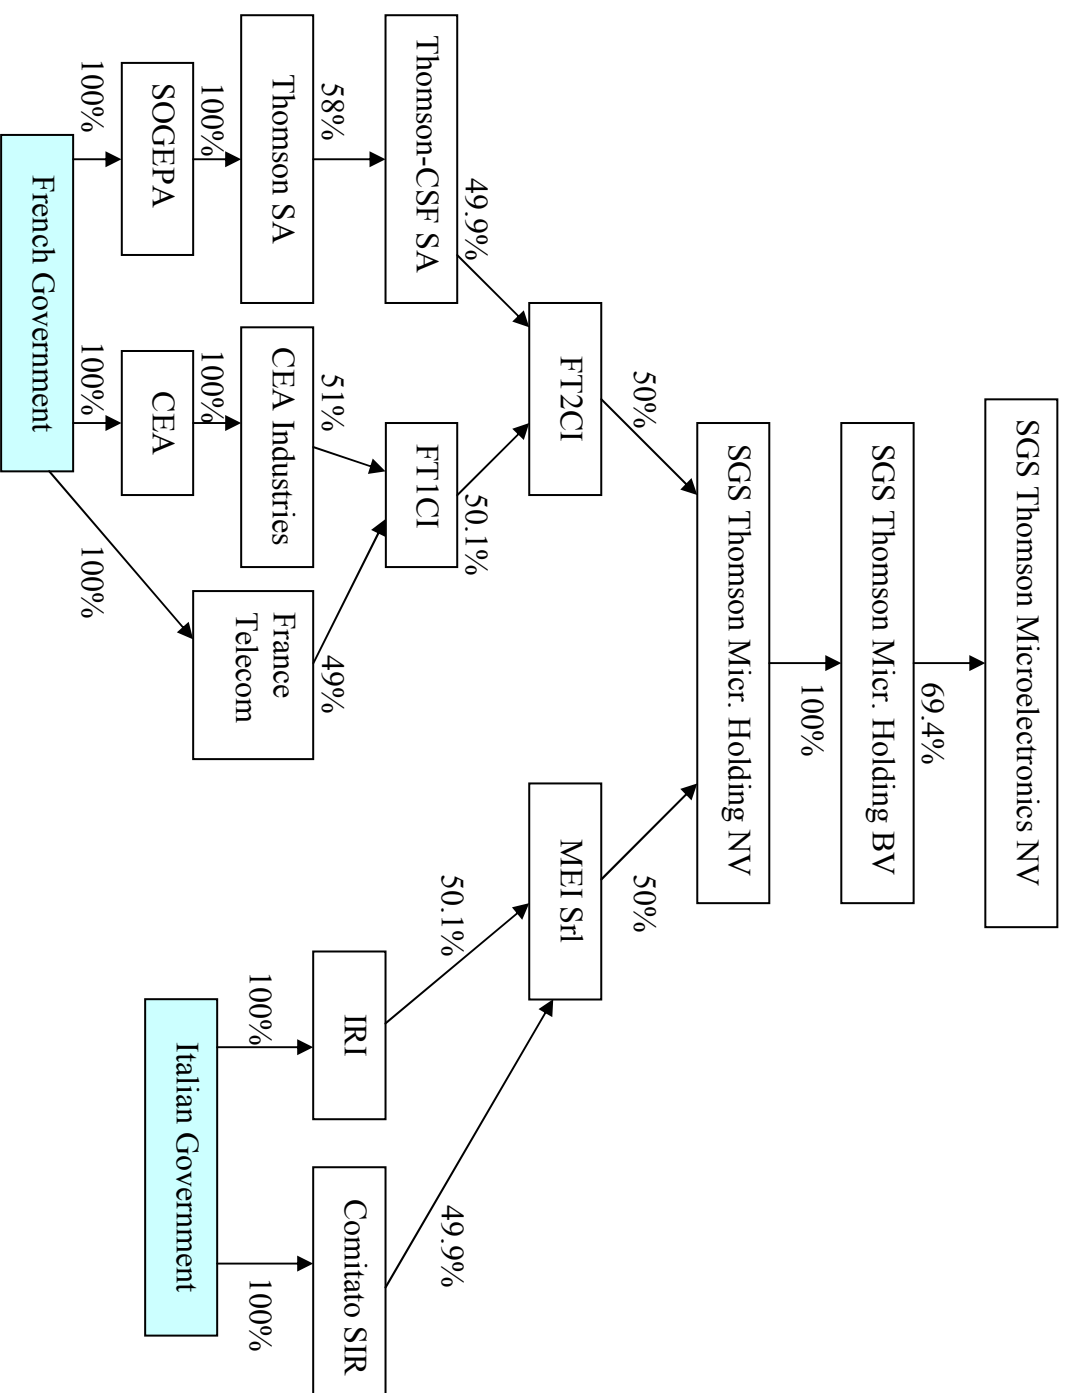 SGS Thomson Microelectronics NV
69.4%
SGS Thomson Micr. Holding BV
100%
SGS Thomson Micr. Holding NV
50%
50%
FT2CI
MEI Srl
49.9%
50.1%
50.1%
49.9%
Thomson-CSF SA
FT1CI
58%
51%
49%
IRI
Comitato SIR
Thomson SA
CEA Industries
France
Telecom
100%
100%
100%
100%
SOGEPA
CEA
Italian Government
100%
100%
100%
French Government